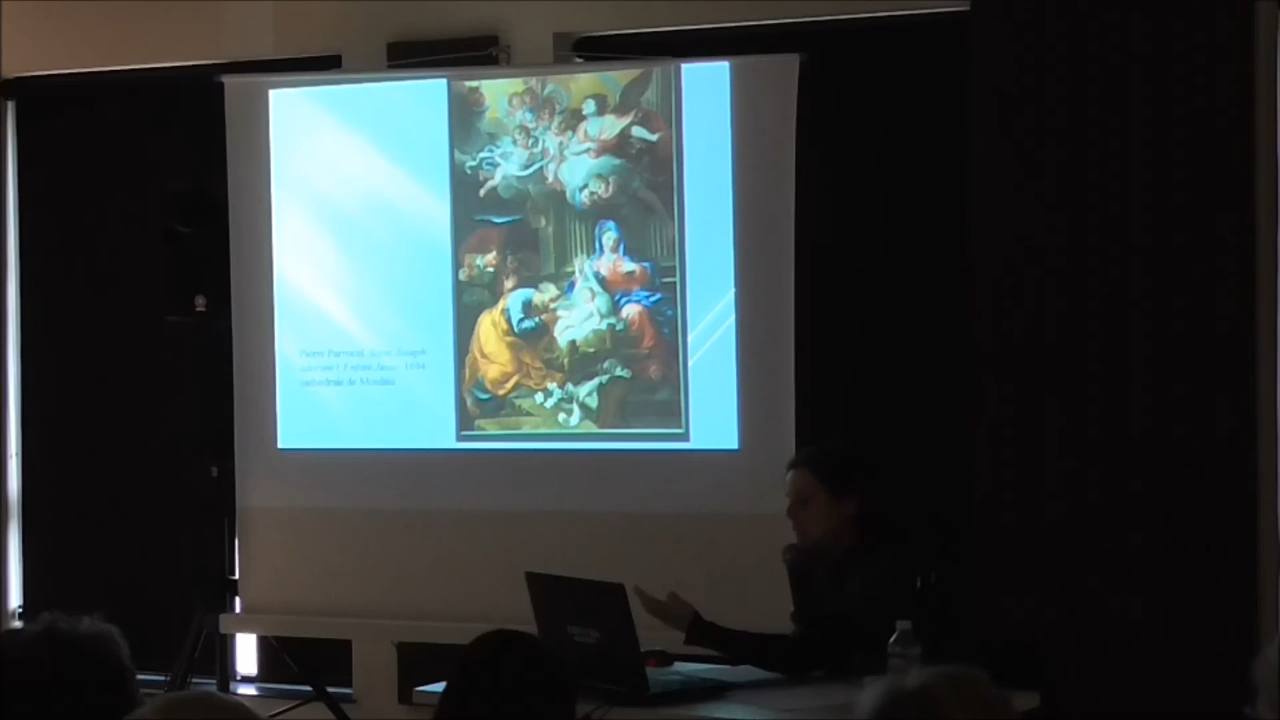 Pierre Parrocel, Saint Joseph
adorant l'Enfant Jésus, 1694
cathédrale de Moulins